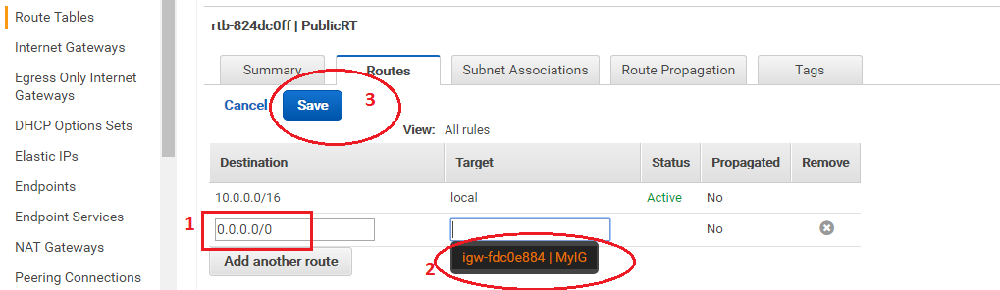 Route Tables
Internet Gateways
Egress Only Internet
Gateways
DHCP Options Sets
Elastic IPs
Endpoints
Endpoint Services
NAT Gateways
Peering Connections
rtb-824dc0ff | PublicRT
Summary Routes Subnet Associations Route Propagation Tags
Cancel Save 3
View: All rules
Destination Target Status Propagated Remove
10.0.0.0/16 local Active No
1 0.0.0.0/0 No
Add another route 2 igw-fdc0e884 | MyIG